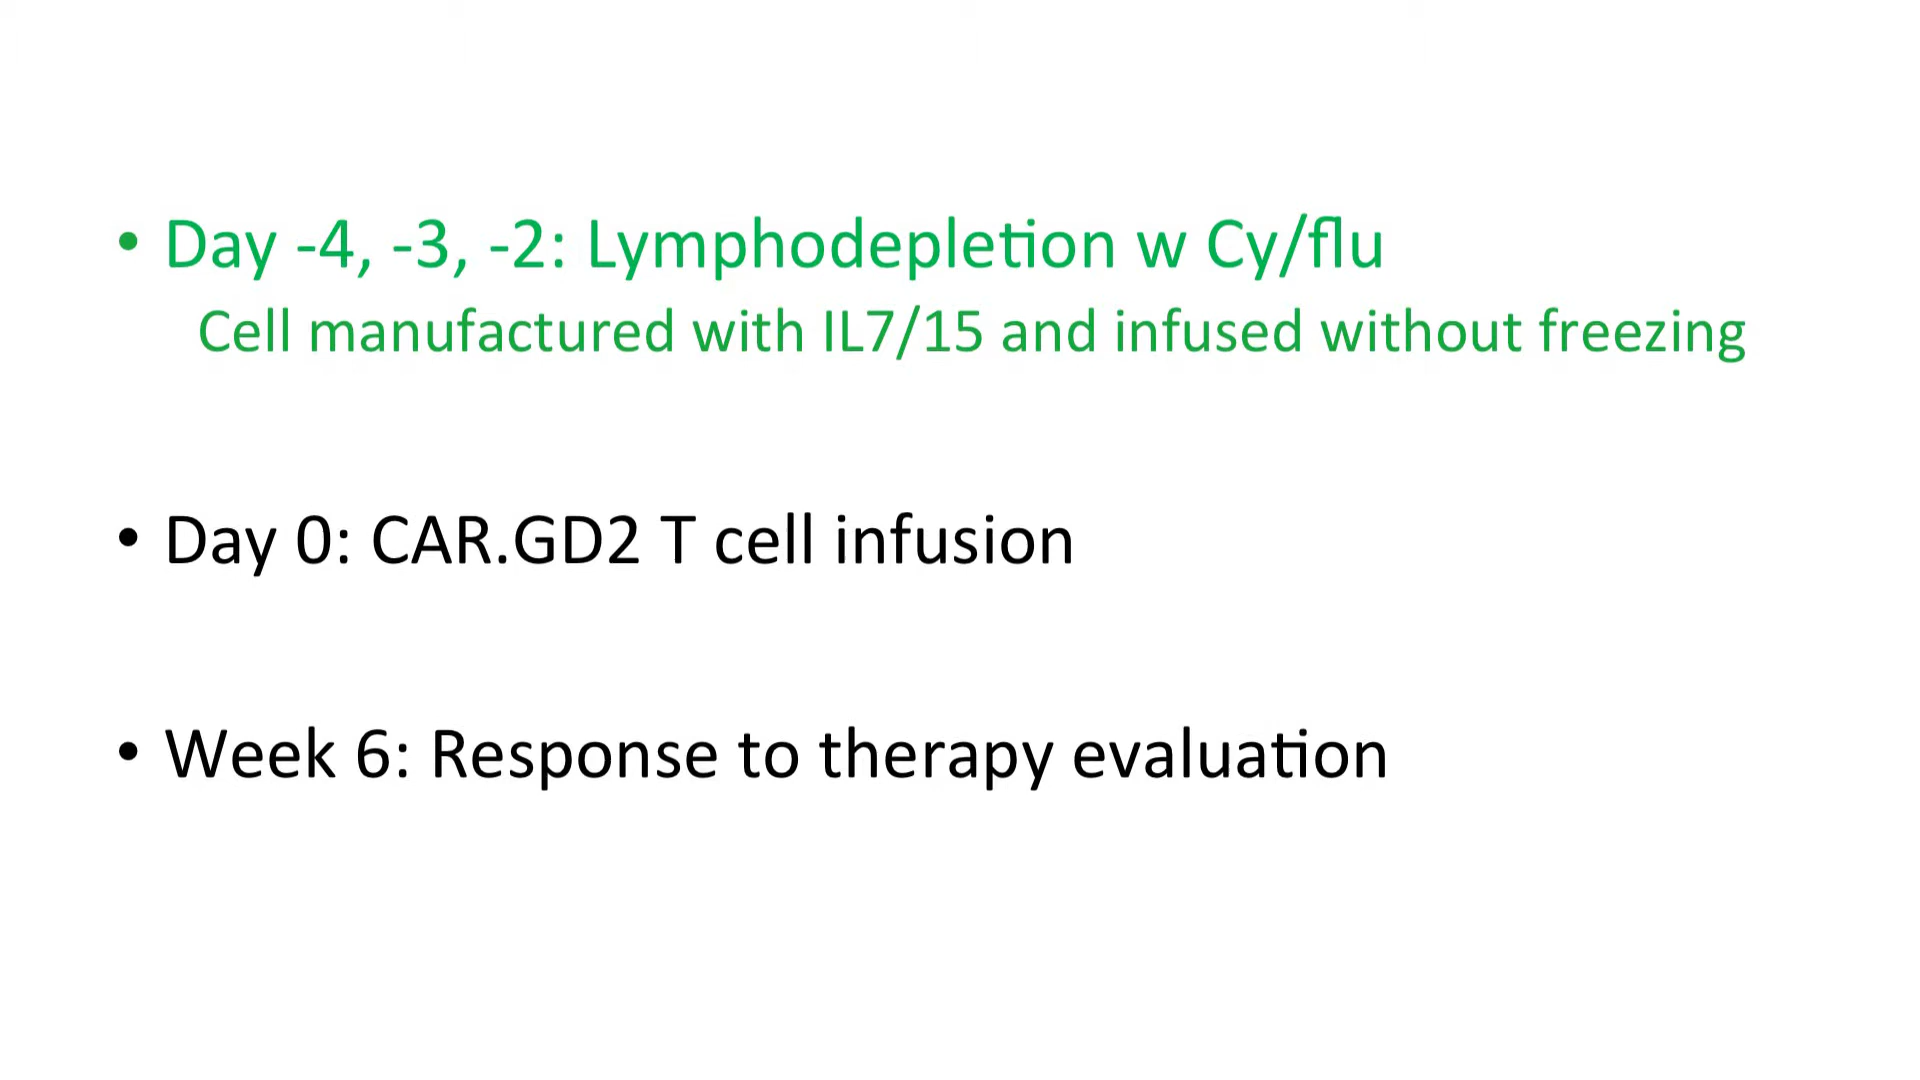 • Day -4, -3, -2: Lymphodepletion w Cy/flu
Cell manufactured with IL7/15 and infused without freezing
• Day 0: CAR.GD2 T cell infusion
• Week 6: Response to therapy evaluation